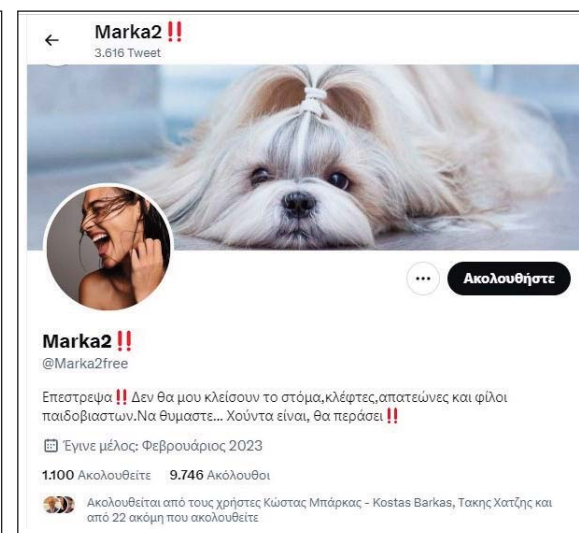 Marka2‼
3.616 Tweet
Ακολουθήστε
Marka2‼
@Marka2free
Επεστρεψα‼ Δεν θα μου κλείσουν το στόμα,κλέφτες,απατεώνες και φίλοι
παιδοβιαστων.Να θυμαστε... Χούντα είναι, θα περάσει‼
Έγινε μέλος: Φεβρουάριος 2023
1.100 Ακολουθείτε 9.746 Ακόλουθοι
Ακολουθείται από τους χρήστες Κώστας Μπάρκας - Kostas Barkas, Τακης Χατζης και
από 22 ακόμη που ακολουθείτε